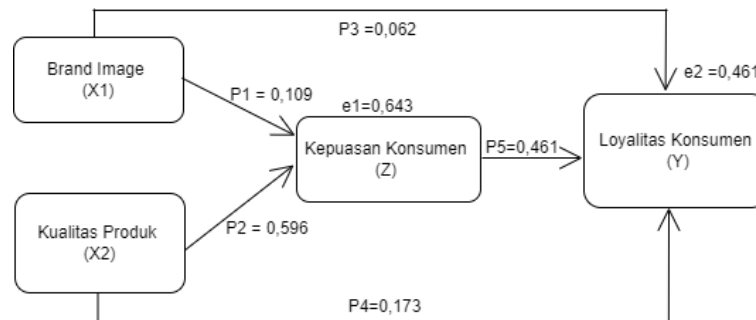 P3 =0,062
Brand Image
(X1)
e2 =0,461
P1 = 0,109
e1=0,643
Kepuasan Konsumen
(Z)
P5=0,461
Loyalitas Konsumen
(Y)
Kualitas Produk
(X2)
P2 = 0,596
P4=0,173